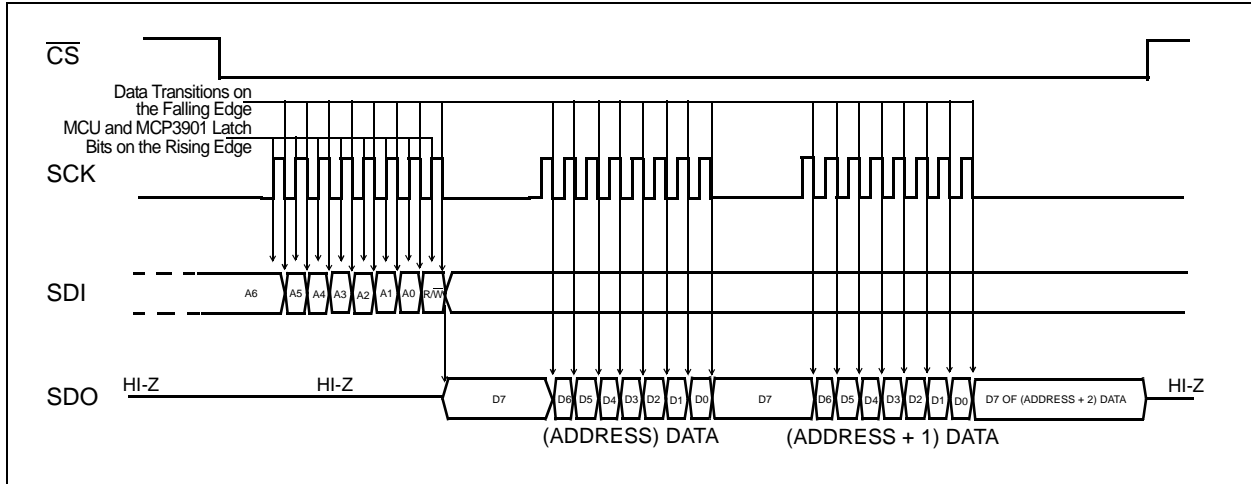 CS
Data Transitions on
the Falling Edge
MCU and MCP3901 Latch
Bits on the Rising Edge
SCK
SDI
A6 A5 A4 A3 A2 A1 A0 R/W
SDO
HI-Z HI-Z D7 D6 D5 D4 D3 D2 D1 D0 D7 D6 D5 D4 D3 D2 D1 D0 D7 OF (ADDRESS + 2) DATA HI-Z
(ADDRESS) DATA (ADDRESS + 1) DATA